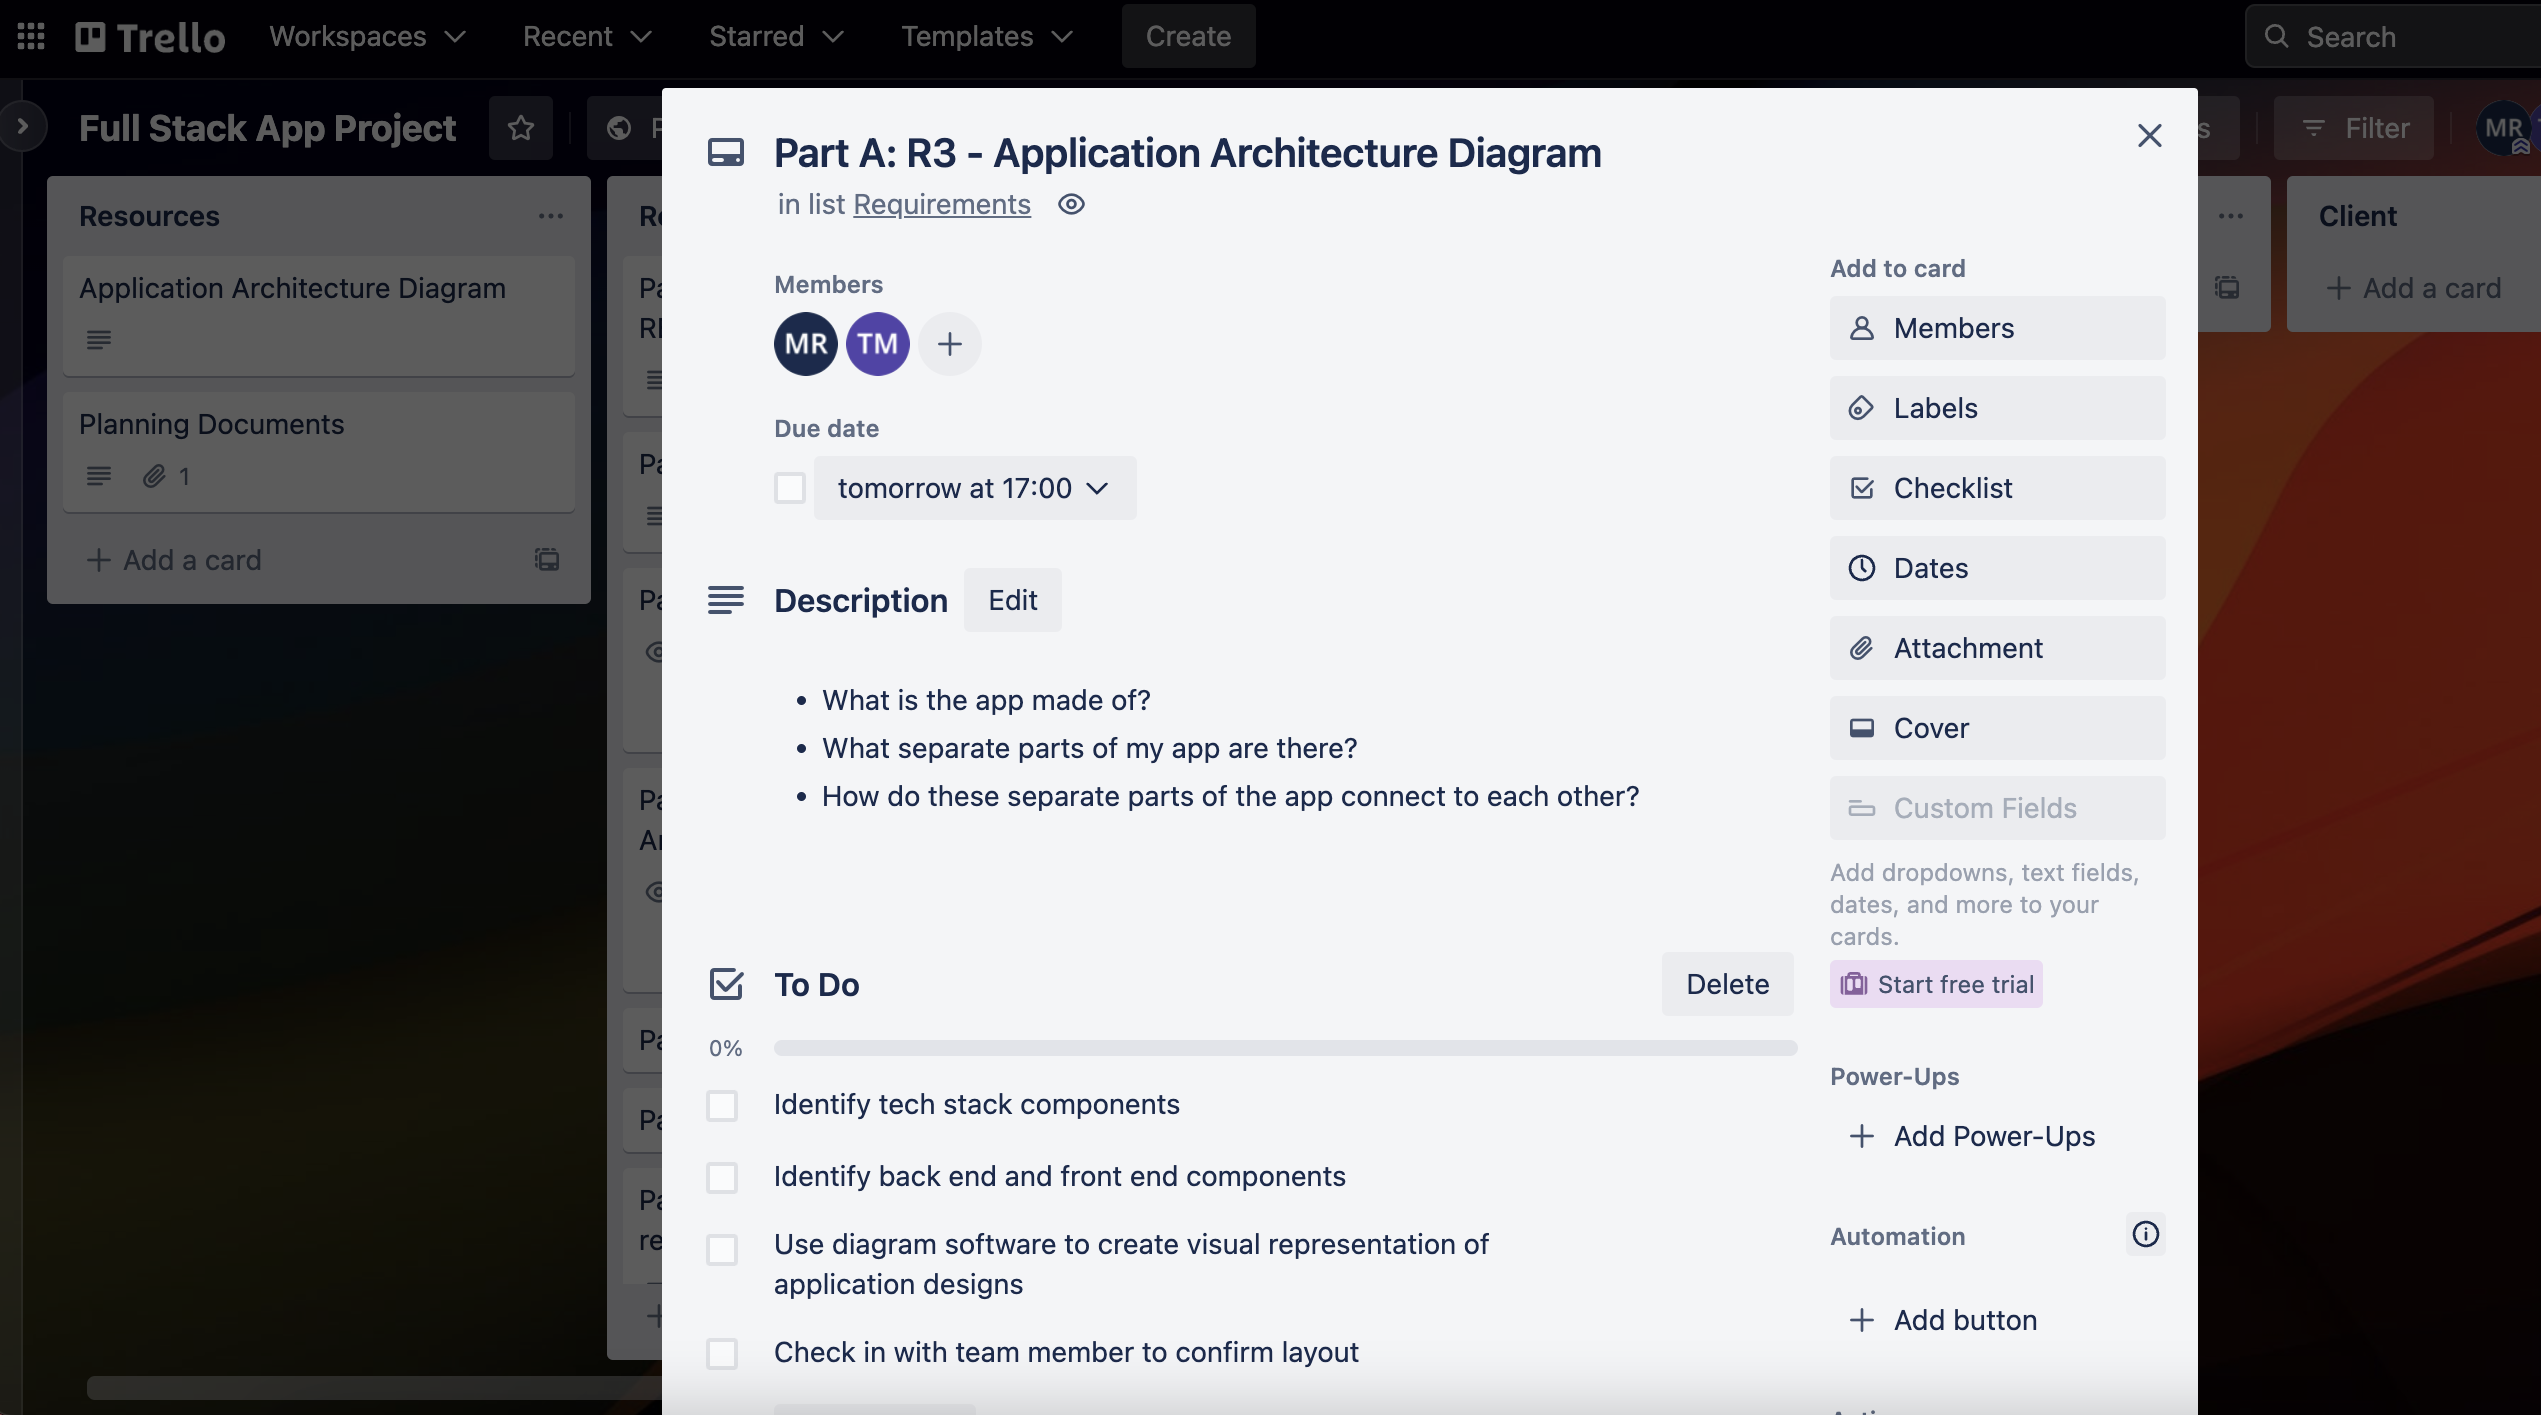 Trello
Workspaces
Recent
Starred
Templates
Create
Search
Full Stack App Project
Filter
MR
Resources
Application Architecture Diagram
Planning Documents
1
Add a card
Part A: R3 - Application Architecture Diagram
in list Requirements
Members
MR
TM
Due date
tomorrow at 17:00
Description
Edit
• What is the app made of?
• What separate parts of my app are there?
• How do these separate parts of the app connect to each other?
To Do
Delete
0%
Identify tech stack components
Identify back end and front end components
Use diagram software to create visual representation of
application designs
Check in with team member to confirm layout
Add to card
Members
Labels
Checklist
Dates
Attachment
Cover
Custom Fields
Add dropdowns, text fields,
dates, and more to your
cards.
Start free trial
Power-Ups
Add Power-Ups
Automation
Add button
Client
Add a card